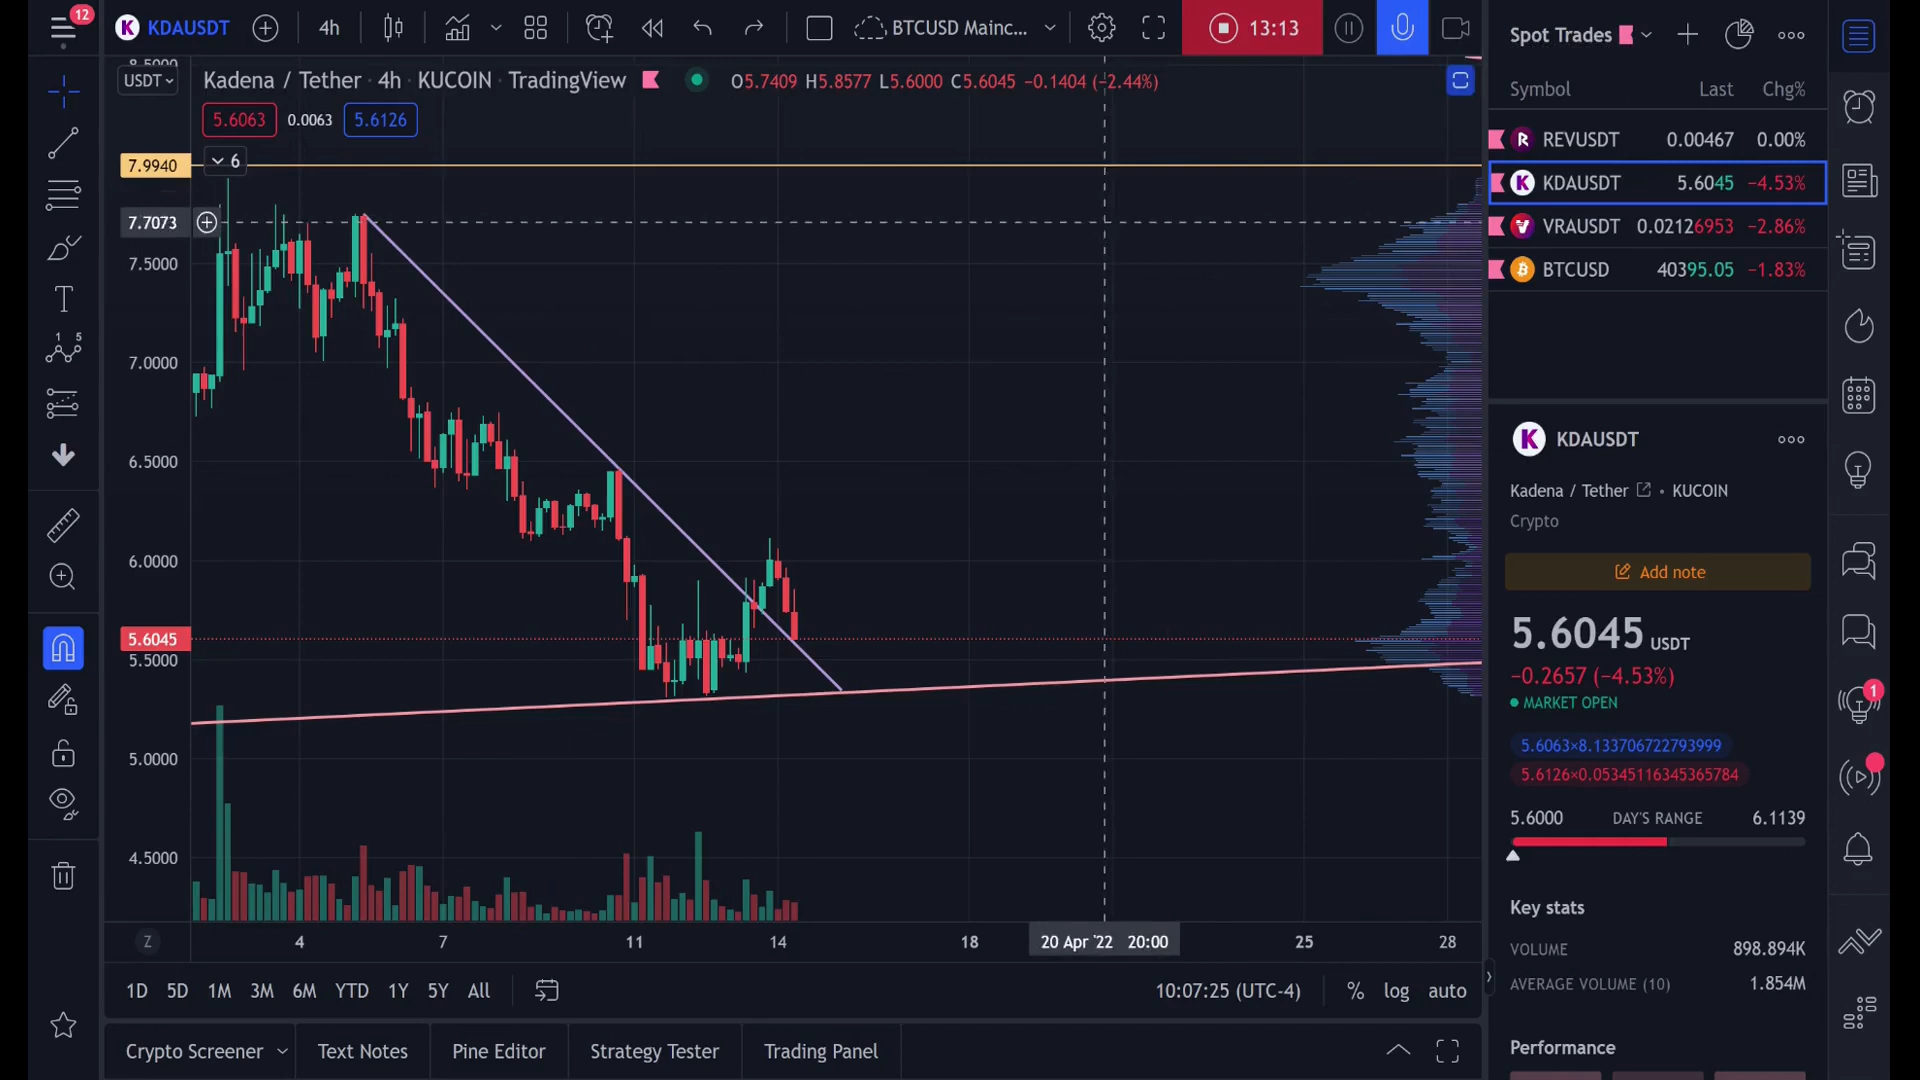 12
KDAUSDT
4h
BTCUSD Mainc...
13:13
USDT
Kadena / Tether · 4h · KUCOIN · TradingView
O5.7409 H5.8577 L5.6000 C5.6045 -0.1404 (-2.44%)
5.6063
0.0063
5.6126
6
8.5000
7.9940
7.7073
7.5000
7.0000
6.5000
6.0000
5.6045
5.5000
5.0000
4.5000
Z
4
7
11
14
18
20 Apr '22 20:00
25
28
1D 5D 1M 3M 6M YTD 1Y 5Y All
10:07:25 (UTC-4)
% log auto
Crypto Screener
Text Notes
Pine Editor
Strategy Tester
Trading Panel
Spot Trades
Symbol Last Chg%
REVUSDT 0.00467 0.00%
KDAUSDT 5.6045 -4.53%
VRAUSDT 0.02126953 -2.86%
BTCUSD 40395.05 -1.83%
KDAUSDT
Kadena / Tether · KUCOIN
Crypto
Add note
5.6045 USDT
-0.2657 (-4.53%)
MARKET OPEN
5.6063×8.133706722793999
5.6126×0.05345116345365784
5.6000 DAY'S RANGE 6.1139
Key stats
VOLUME 898.894K
AVERAGE VOLUME (10) 1.854M
Performance
1
1 5